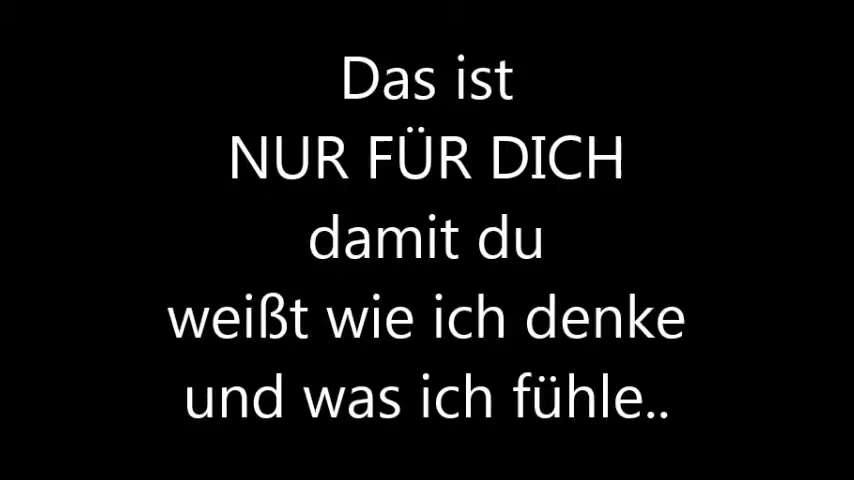 Das ist
NUR FÜR DICH
damit du
weißt wie ich denke
und was ich fühle..